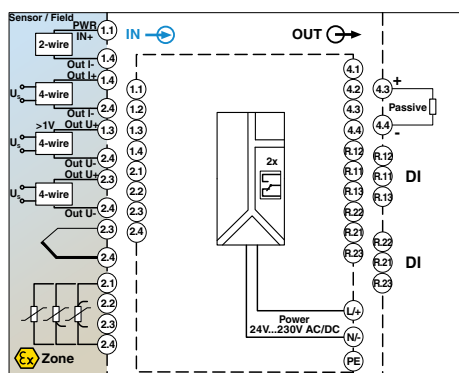 Sensor / Field
PWR
IN+
1.1
2-wire
1.4
Out I-
Out I+
1.4
Us
4-wire
2.4
Out I-
>1V
Out U+
1.3
Us
4-wire
Out U-
2.4
Out U+
2.3
Us
4-wire
Out U-
2.4
2.3
2.4
2.1
2.2
2.3
2.4
Ex Zone
IN
OUT
1.1
1.2
1.3
1.4
2.1
2.2
2.3
2.4
2x
Power
24V...230V AC/DC
4.1
4.2
4.3
4.4
R.12
R.11
R.13
R.22
R.21
R.23
L/+
N/-
PE
4.3
+
Passive
4.4
-
R.12
R.11
DI
R.13
R.22
R.21
DI
R.23